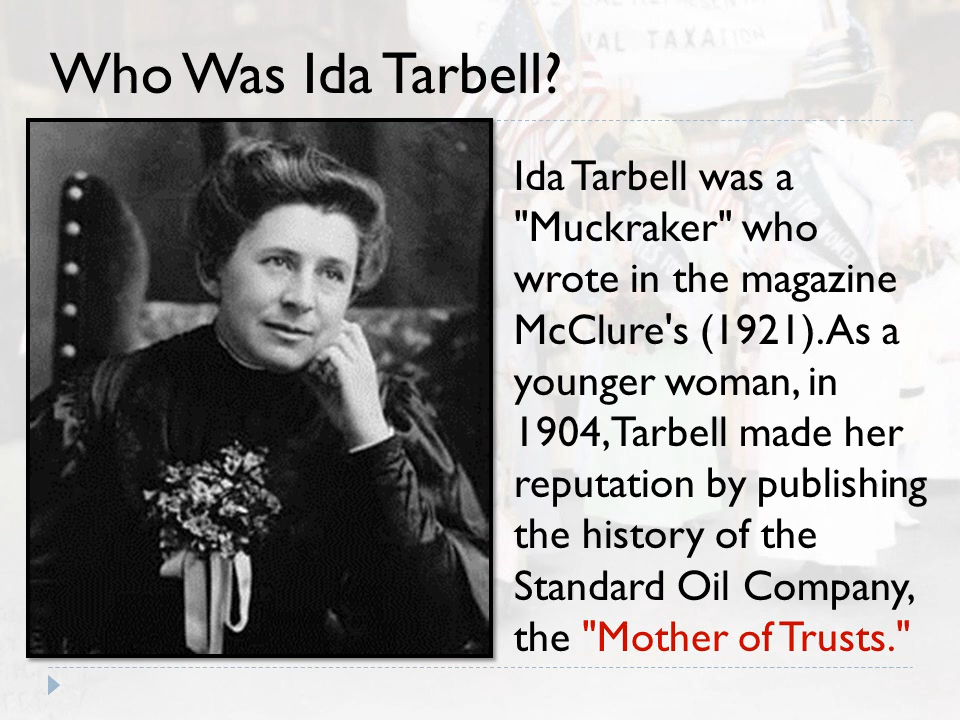 Who Was Ida Tarbell?
Ida Tarbell was a
"Muckraker" who
wrote in the magazine
McClure's (1921). As a
younger woman, in
1904, Tarbell made her
reputation by publishing
the history of the
Standard Oil Company,
the "Mother of Trusts."
TAXATION